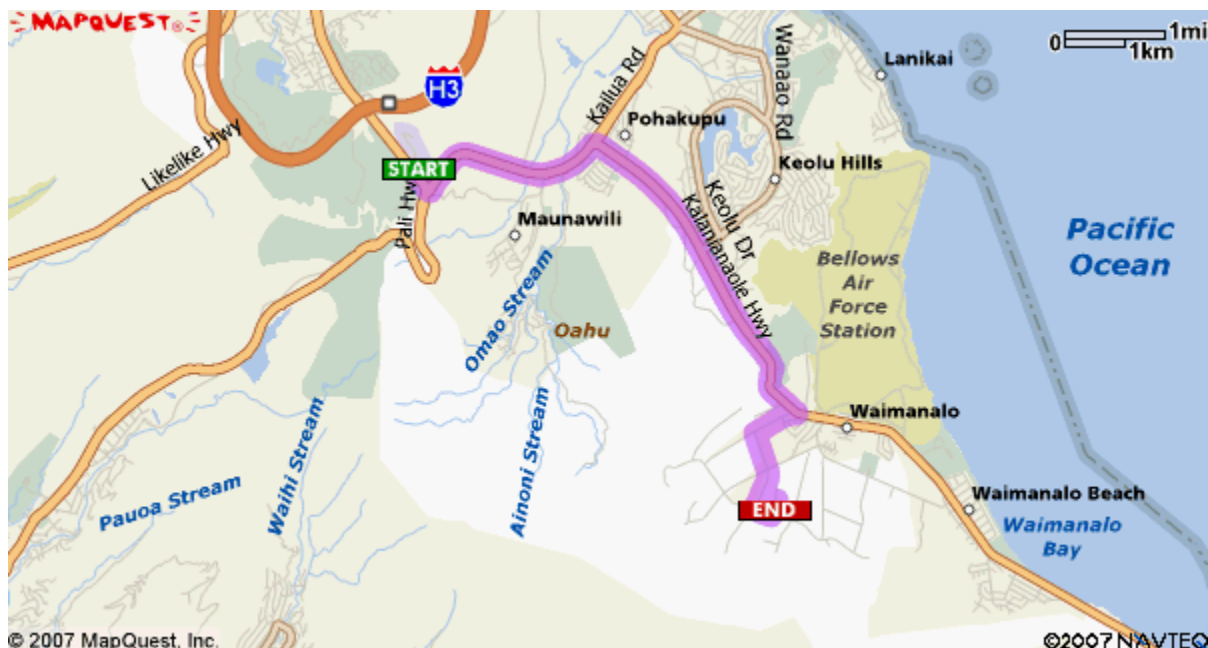 MAPQUEST®
1mi
0
1km
Lanikai
Wanaao Rd
Kailua Rd
H3
Pohakupu
Likelike Hwy
START
Keolu Hills
Pali Hwy
Maunawili
Keolu Dr
Kalanianaole Hwy
Pacific
Ocean
Bellows
Air
Force
Station
Omao Stream
Oahu
Waimanalo
Ainoni Stream
Waihi Stream
Pauoa Stream
END
Waimanalo Beach
Waimanalo
Bay
© 2007 MapQuest, Inc.
©2007 NAVTEQ